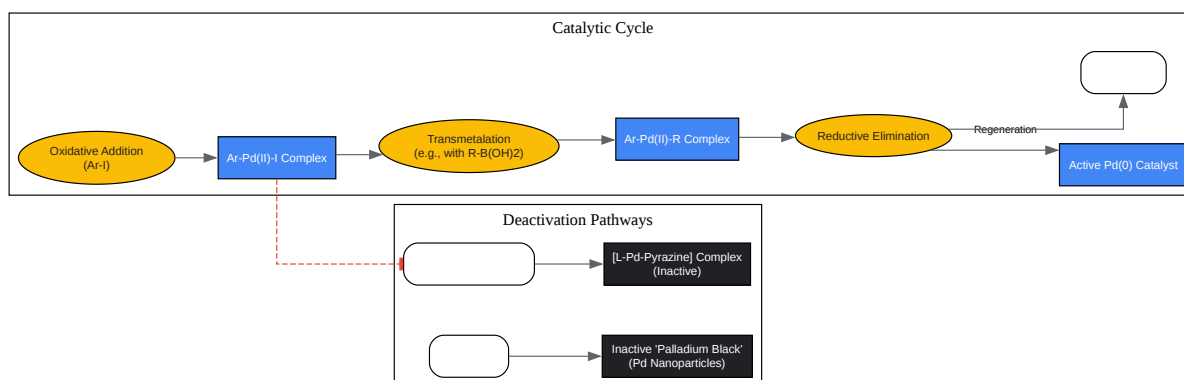 Catalytic Cycle
Oxidative Addition
(Ar-I)
Ar-Pd(II)-I Complex
Transmetalation
(e.g., with R-B(OH)2)
Ar-Pd(II)-R Complex
Reductive Elimination
Regeneration
Active Pd(0) Catalyst
Deactivation Pathways
[L-Pd-Pyrazine] Complex
(Inactive)
Inactive 'Palladium Black'
(Pd Nanoparticles)